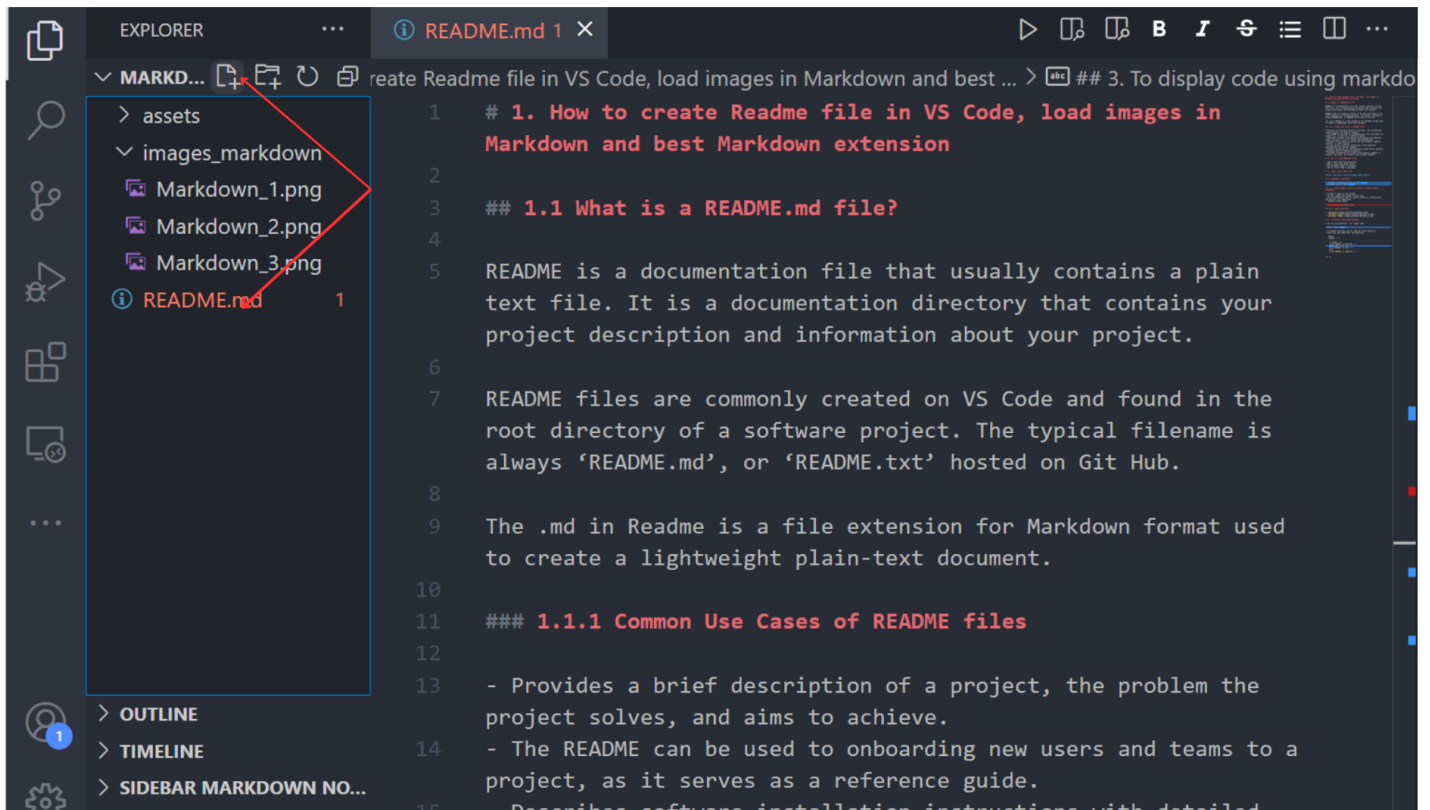 EXPLORER
README.md 1
B I S
MARKD...
reate Readme file in VS Code, load images in Markdown and best ... > abc ## 3. To display code using markdo
assets
images_markdown
Markdown_1.png
Markdown_2.png
Markdown_3.png
README.md 1
OUTLINE
TIMELINE
SIDEBAR MARKDOWN NO...
1
1 # 1. How to create Readme file in VS Code, load images in
Markdown and best Markdown extension
2
3 ## 1.1 What is a README.md file?
4
5 README is a documentation file that usually contains a plain
text file. It is a documentation directory that contains your
project description and information about your project.
6
7 README files are commonly created on VS Code and found in the
root directory of a software project. The typical filename is
always ‘README.md’, or ‘README.txt’ hosted on Git Hub.
8
9 The .md in Readme is a file extension for Markdown format used
to create a lightweight plain-text document.
10
11 ### 1.1.1 Common Use Cases of README files
12
13 - Provides a brief description of a project, the problem the
project solves, and aims to achieve.
14 - The README can be used to onboarding new users and teams to a
project, as it serves as a reference guide.
15 - Describes software installation instructions with detailed